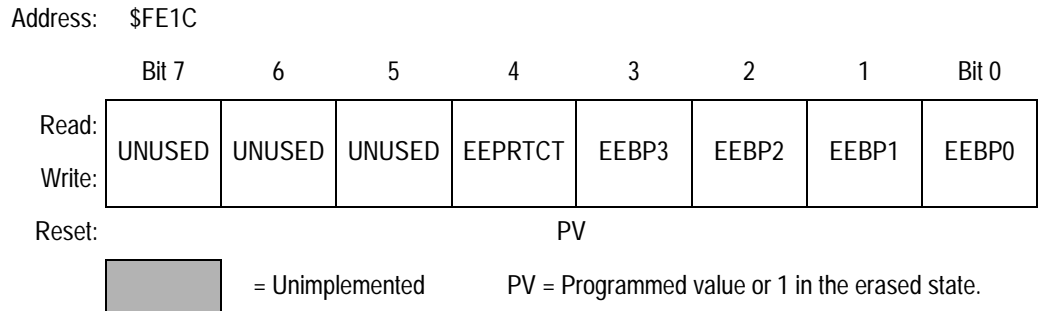 Address: $FE1C
Bit 7 6 5 4 3 2 1 Bit 0
Read:
UNUSED UNUSED UNUSED EEPRTCT EEBP3 EEBP2 EEBP1 EEBP0
Write:
Reset: PV
= Unimplemented PV = Programmed value or 1 in the erased state.